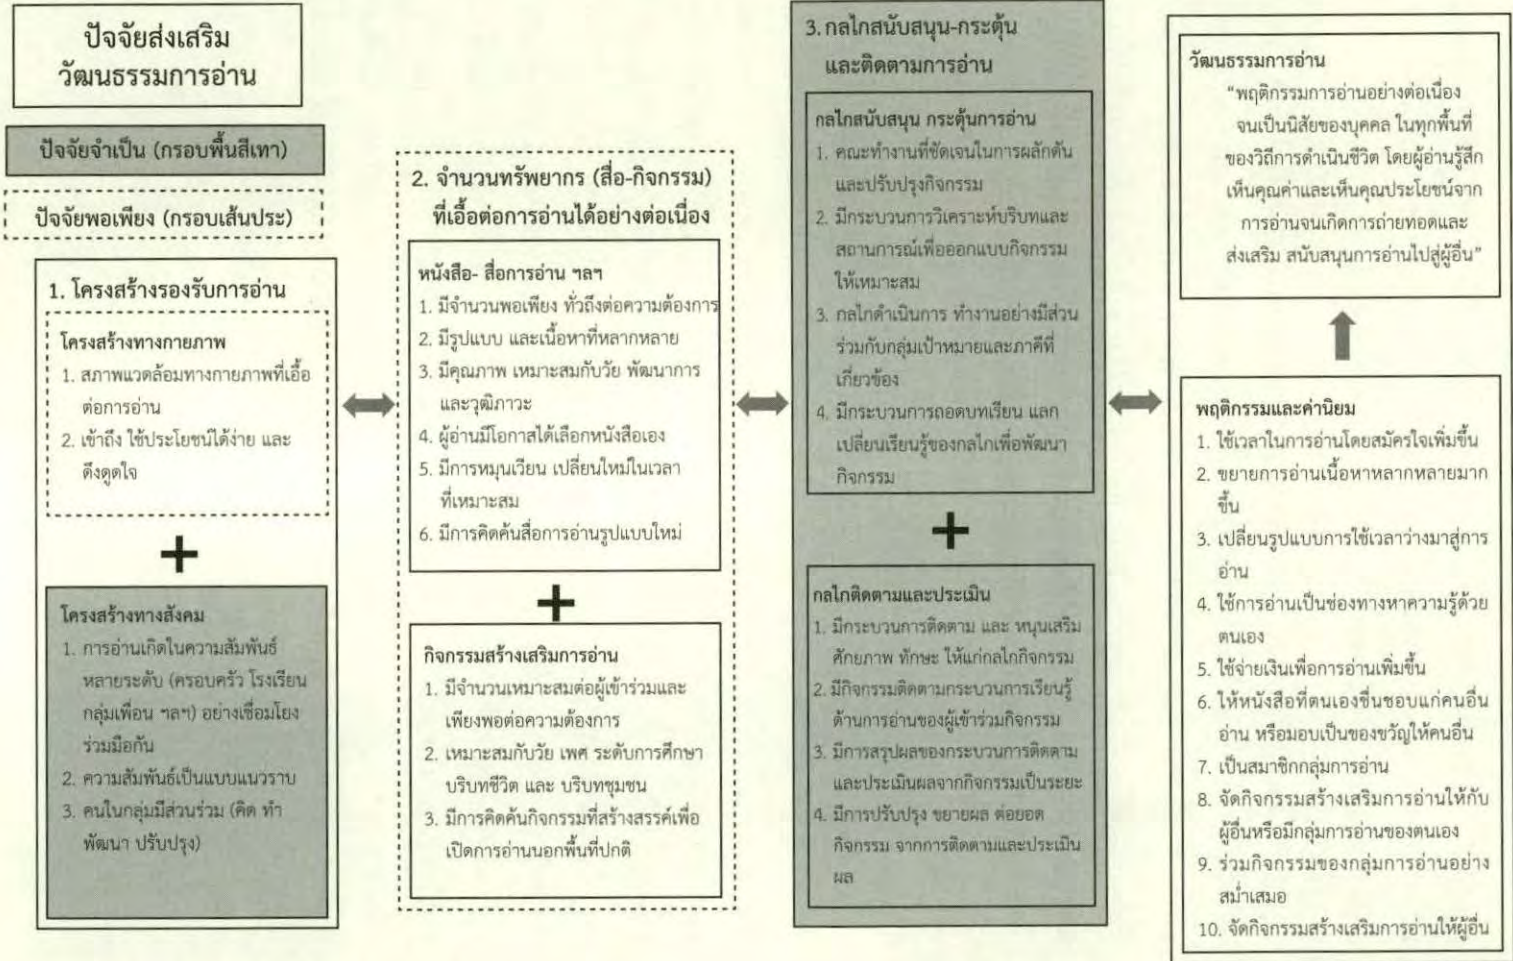 ปัจจัยส่งเสริม
วัฒนธรรมการอ่าน
ปัจจัยจำเป็น (กรอบพื้นสีเทา)
ปัจจัยพอเพียง (กรอบเส้นประ)
1. โครงสร้างรองรับการอ่าน
โครงสร้างทางกายภาพ
1. สภาพแวดล้อมทางกายภาพที่เอื้อ
ต่อการอ่าน
2. เข้าถึง ใช้ประโยชน์ได้ง่าย และ
ดึงดูดใจ
+
โครงสร้างทางสังคม
1. การอ่านเกิดในความสัมพันธ์
หลายระดับ (ครอบครัว โรงเรียน
กลุ่มเพื่อน ฯลฯ) อย่างเชื่อมโยง
ร่วมมือกัน
2. ความสัมพันธ์เป็นแบบแนวราบ
3. คนในกลุ่มมีส่วนร่วม (คิด ทำ
พัฒนา ปรับปรุง)
2. จำนวนทรัพยากร (สื่อ-กิจกรรม)
ที่เอื้อต่อการอ่านได้อย่างต่อเนื่อง
หนังสือ- สื่อการอ่าน ฯลฯ
1. มีจำนวนพอเพียง ทั่วถึงต่อความต้องการ
2. มีรูปแบบ และเนื้อหาที่หลากหลาย
3. มีคุณภาพ เหมาะสมกับวัย พัฒนาการ
และวุฒิภาวะ
4. ผู้อ่านมีโอกาสได้เลือกหนังสือเอง
5. มีการหมุนเวียน เปลี่ยนใหม่ในเวลา
ที่เหมาะสม
6. มีการคิดค้นสื่อการอ่านรูปแบบใหม่
+
กิจกรรมสร้างเสริมการอ่าน
1. มีจำนวนเหมาะสมต่อผู้เข้าร่วมและ
เพียงพอต่อความต้องการ
2. เหมาะสมกับวัย เพศ ระดับการศึกษา
บริบทชีวิต และ บริบทชุมชน
3. มีการคิดค้นกิจกรรมที่สร้างสรรค์เพื่อ
เปิดการอ่านนอกพื้นที่ปกติ
3. กลไกสนับสนุน-กระตุ้น
และติดตามการอ่าน
กลไกสนับสนุน กระตุ้นการอ่าน
1. คณะทำงานที่ชัดเจนในการผลักดัน
และปรับปรุงกิจกรรม
2. มีกระบวนการวิเคราะห์บริบทและ
สถานการณ์เพื่อออกแบบกิจกรรม
ให้เหมาะสม
3. กลไกดำเนินการ ทำงานอย่างมีส่วน
ร่วมกับกลุ่มเป้าหมายและภาคีที่
เกี่ยวข้อง
4. มีกระบวนการถอดบทเรียน แลก
เปลี่ยนเรียนรู้ของกลไกเพื่อพัฒนา
กิจกรรม
+
กลไกติดตามและประเมิน
1. มีกระบวนการติดตาม และ หนุนเสริม
ศักยภาพ ทักษะ ให้แก่กลไกกิจกรรม
2. มีกิจกรรมติดตามกระบวนการเรียนรู้
ด้านการอ่านของผู้เข้าร่วมกิจกรรม
3. มีการสรุปผลของกระบวนการติดตาม
และประเมินผลจากกิจกรรมเป็นระยะ
4. มีการปรับปรุง ขยายผล ต่อยอด
กิจกรรม จากการติดตามและประเมิน
ผล
วัฒนธรรมการอ่าน
“พฤติกรรมการอ่านอย่างต่อเนื่อง
จนเป็นนิสัยของบุคคล ในทุกพื้นที่
ของวิถีการดำเนินชีวิต โดยผู้อ่านรู้สึก
เห็นคุณค่าและเห็นคุณประโยชน์จาก
การอ่านจนเกิดการถ่ายทอดและ
ส่งเสริม สนับสนุนการอ่านไปสู่ผู้อื่น”
พฤติกรรมและค่านิยม
1. ใช้เวลาในการอ่านโดยสมัครใจเพิ่มขึ้น
2. ขยายการอ่านเนื้อหาหลากหลายมาก
ขึ้น
3. เปลี่ยนรูปแบบการใช้เวลาว่างมาสู่การ
อ่าน
4. ใช้การอ่านเป็นช่องทางหาความรู้ด้วย
ตนเอง
5. ใช้จ่ายเงินเพื่อการอ่านเพิ่มขึ้น
6. ให้หนังสือที่ตนเองชื่นชอบแก่คนอื่น
อ่าน หรือมอบเป็นของขวัญให้คนอื่น
7. เป็นสมาชิกกลุ่มการอ่าน
8. จัดกิจกรรมสร้างเสริมการอ่านให้กับ
ผู้อื่นหรือมีกลุ่มการอ่านของตนเอง
9. ร่วมกิจกรรมของกลุ่มการอ่านอย่าง
สม่ำเสมอ
10. จัดกิจกรรมสร้างเสริมการอ่านให้ผู้อื่น